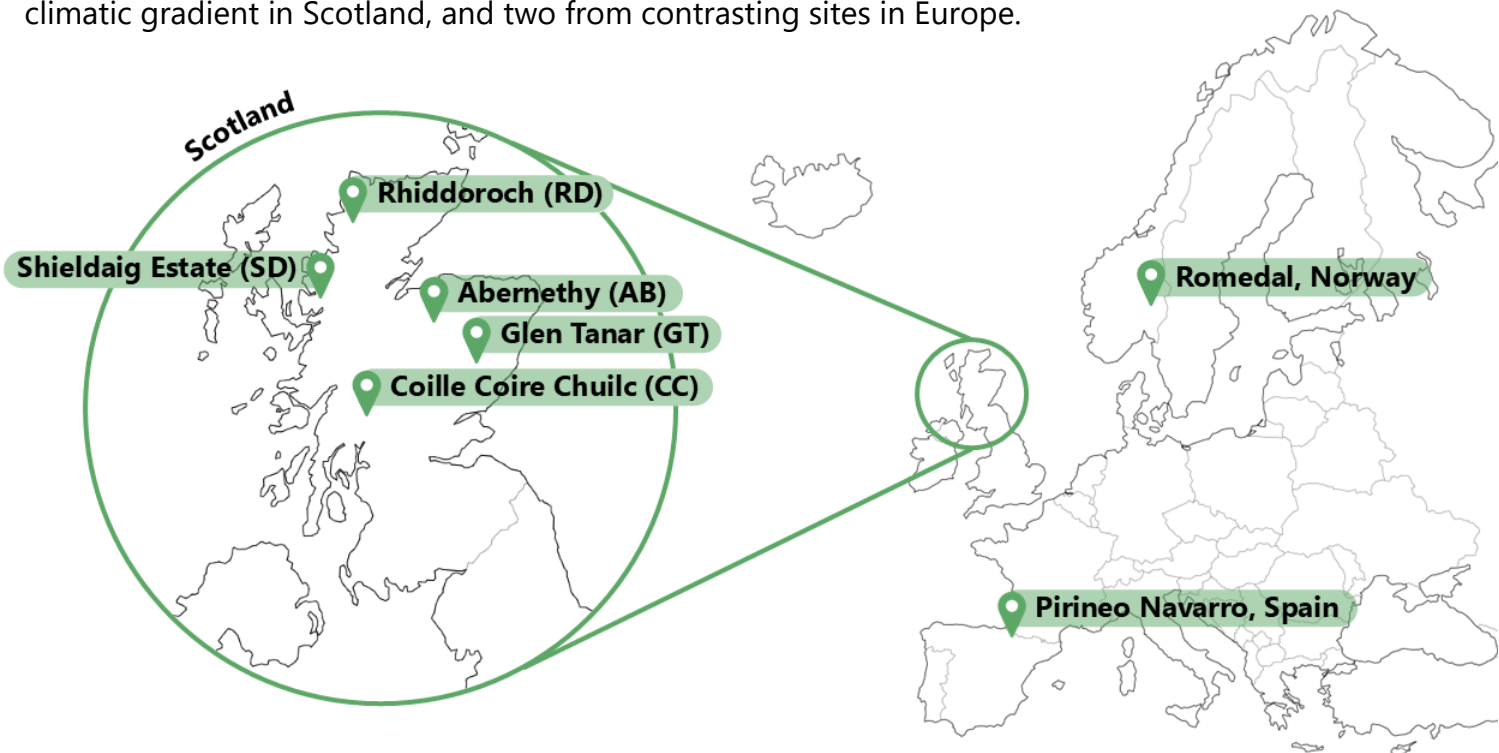 climatic gradient in Scotland, and two from contrasting sites in Europe.
Scotland
Rhiddoroch (RD)
Shieldaig Estate (SD)
Abernethy (AB)
Glen Tanar (GT)
Coille Coire Chuilc (CC)
Romedal, Norway
Pirineo Navarro, Spain